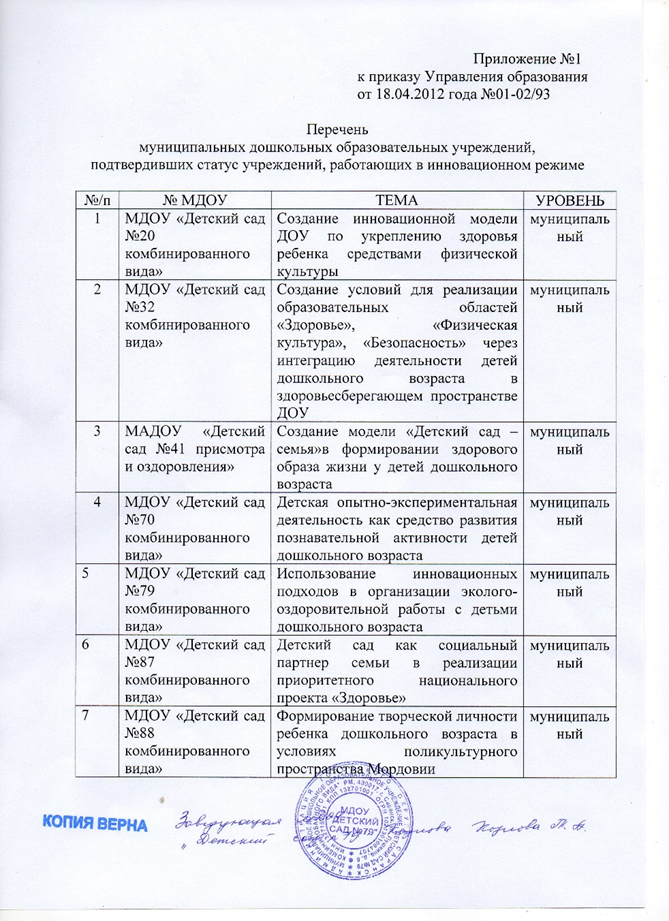 Приложение №1
к приказу Управления образования
от 18.04.2012 года №01-02/93
Перечень
муниципальных дошкольных образовательных учреждений,
подтвердивших статус учреждений, работающих в инновационном режиме
№/п № МДОУ ТЕМА УРОВЕНЬ
1 МДОУ «Детский сад Создание инновационной модели муниципаль
№20 ДОУ по укреплению здоровья ный
комбинированного ребенка средствами физической
вида» культуры
2 МДОУ «Детский сад Создание условий для реализации муниципаль
№32 образовательных областей ный
комбинированного «Здоровье», «Физическая
вида» культура», «Безопасность» через
интеграцию деятельности детей
дошкольного возраста в
здоровьесберегающем пространстве
ДОУ
3 МАДОУ «Детский Создание модели «Детский сад – муниципаль
сад №41 присмотра семья»в формировании здорового ный
и оздоровления» образа жизни у детей дошкольного
возраста
4 МДОУ «Детский сад Детская опытно-экспериментальная муниципаль
№70 деятельность как средство развития ный
комбинированного познавательной активности детей
вида» дошкольного возраста
5 МДОУ «Детский сад Использование инновационных муниципаль
№79 подходов в организации эколого- ный
комбинированного оздоровительной работы с детьми
вида» дошкольного возраста
6 МДОУ «Детский сад Детский сад как социальный муниципаль
№87 партнер семьи в реализации ный
комбинированного приоритетного национального
вида» проекта «Здоровье»
7 МДОУ «Детский сад Формирование творческой личности муниципаль
№88 ребенка дошкольного возраста в ный
комбинированного условиях поликультурного
вида» пространства Мордовии
КОПИЯ ВЕРНА Заведующая Козлова
„Детский
МДОУ
"ДЕТСКИЙ
САД №79"